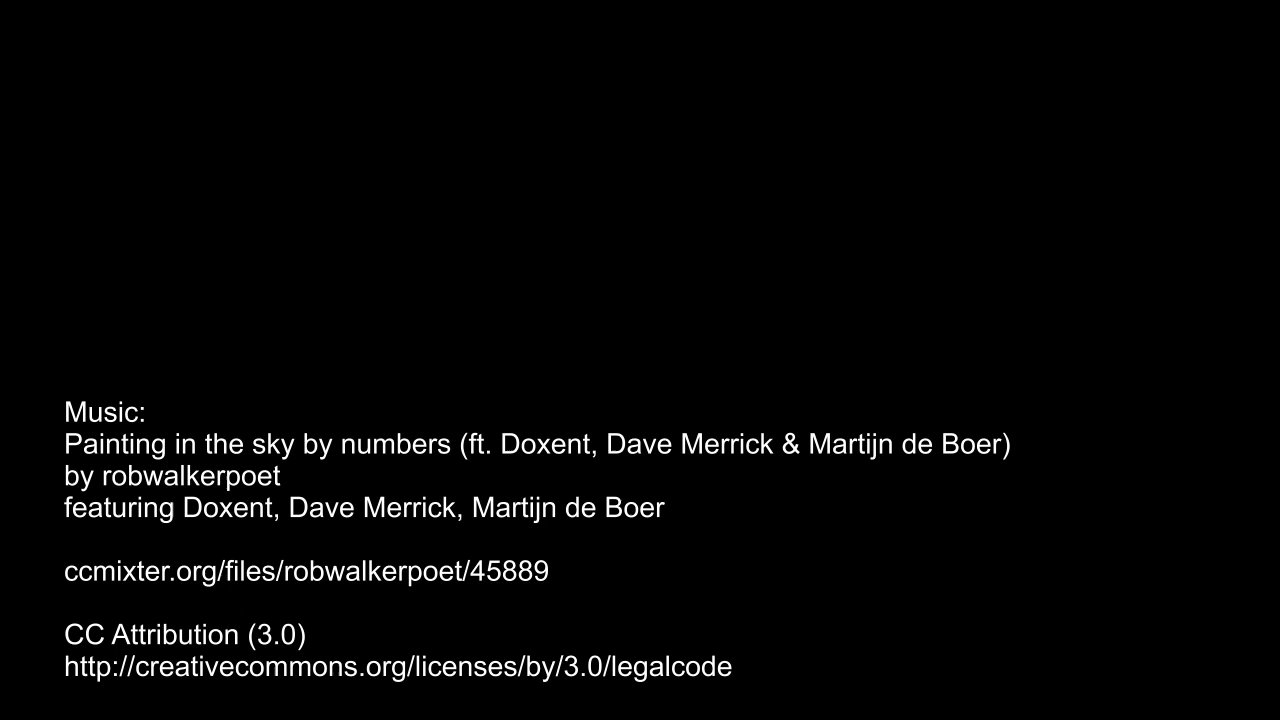 Music:
Painting in the sky by numbers (ft. Doxent, Dave Merrick & Martijn de Boer)
by robwalkerpoet
featuring Doxent, Dave Merrick, Martijn de Boer
ccmixter.org/files/robwalkerpoet/45889
CC Attribution (3.0)
http://creativecommons.org/licenses/by/3.0/legalcode